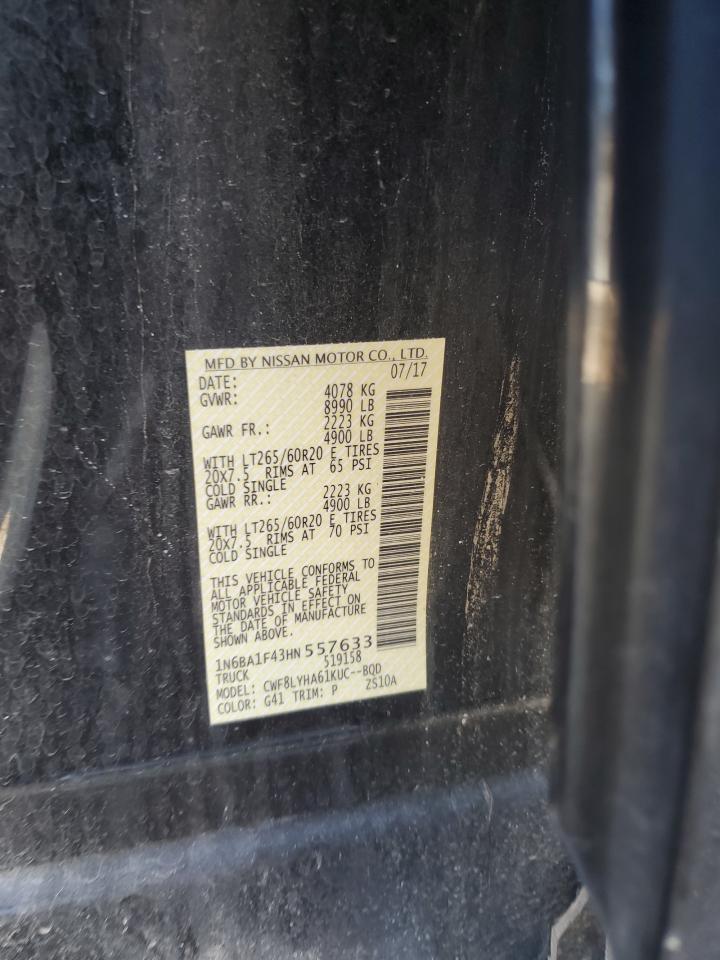 MFD BY NISSAN MOTOR CO., LTD.
DATE: 07/17
GVWR: 4078 KG
8990 LB
GAWR FR.: 2223 KG
4900 LB
WITH LT265/60R20 E TIRES
20X7.5 RIMS AT 65 PSI
COLD SINGLE
GAWR RR.: 2223 KG
4900 LB
WITH LT265/60R20 E TIRES
20X7.5 RIMS AT 70 PSI
COLD SINGLE
THIS VEHICLE CONFORMS TO
ALL APPLICABLE FEDERAL
MOTOR VEHICLE SAFETY
STANDARDS IN EFFECT ON
THE DATE OF MANUFACTURE
SHOWN ABOVE.
1N6BA1F43HN 557633
TRUCK 519158
MODEL: CWF8LYHA61KUC--BQD
COLOR: G41 TRIM: P ZS10A